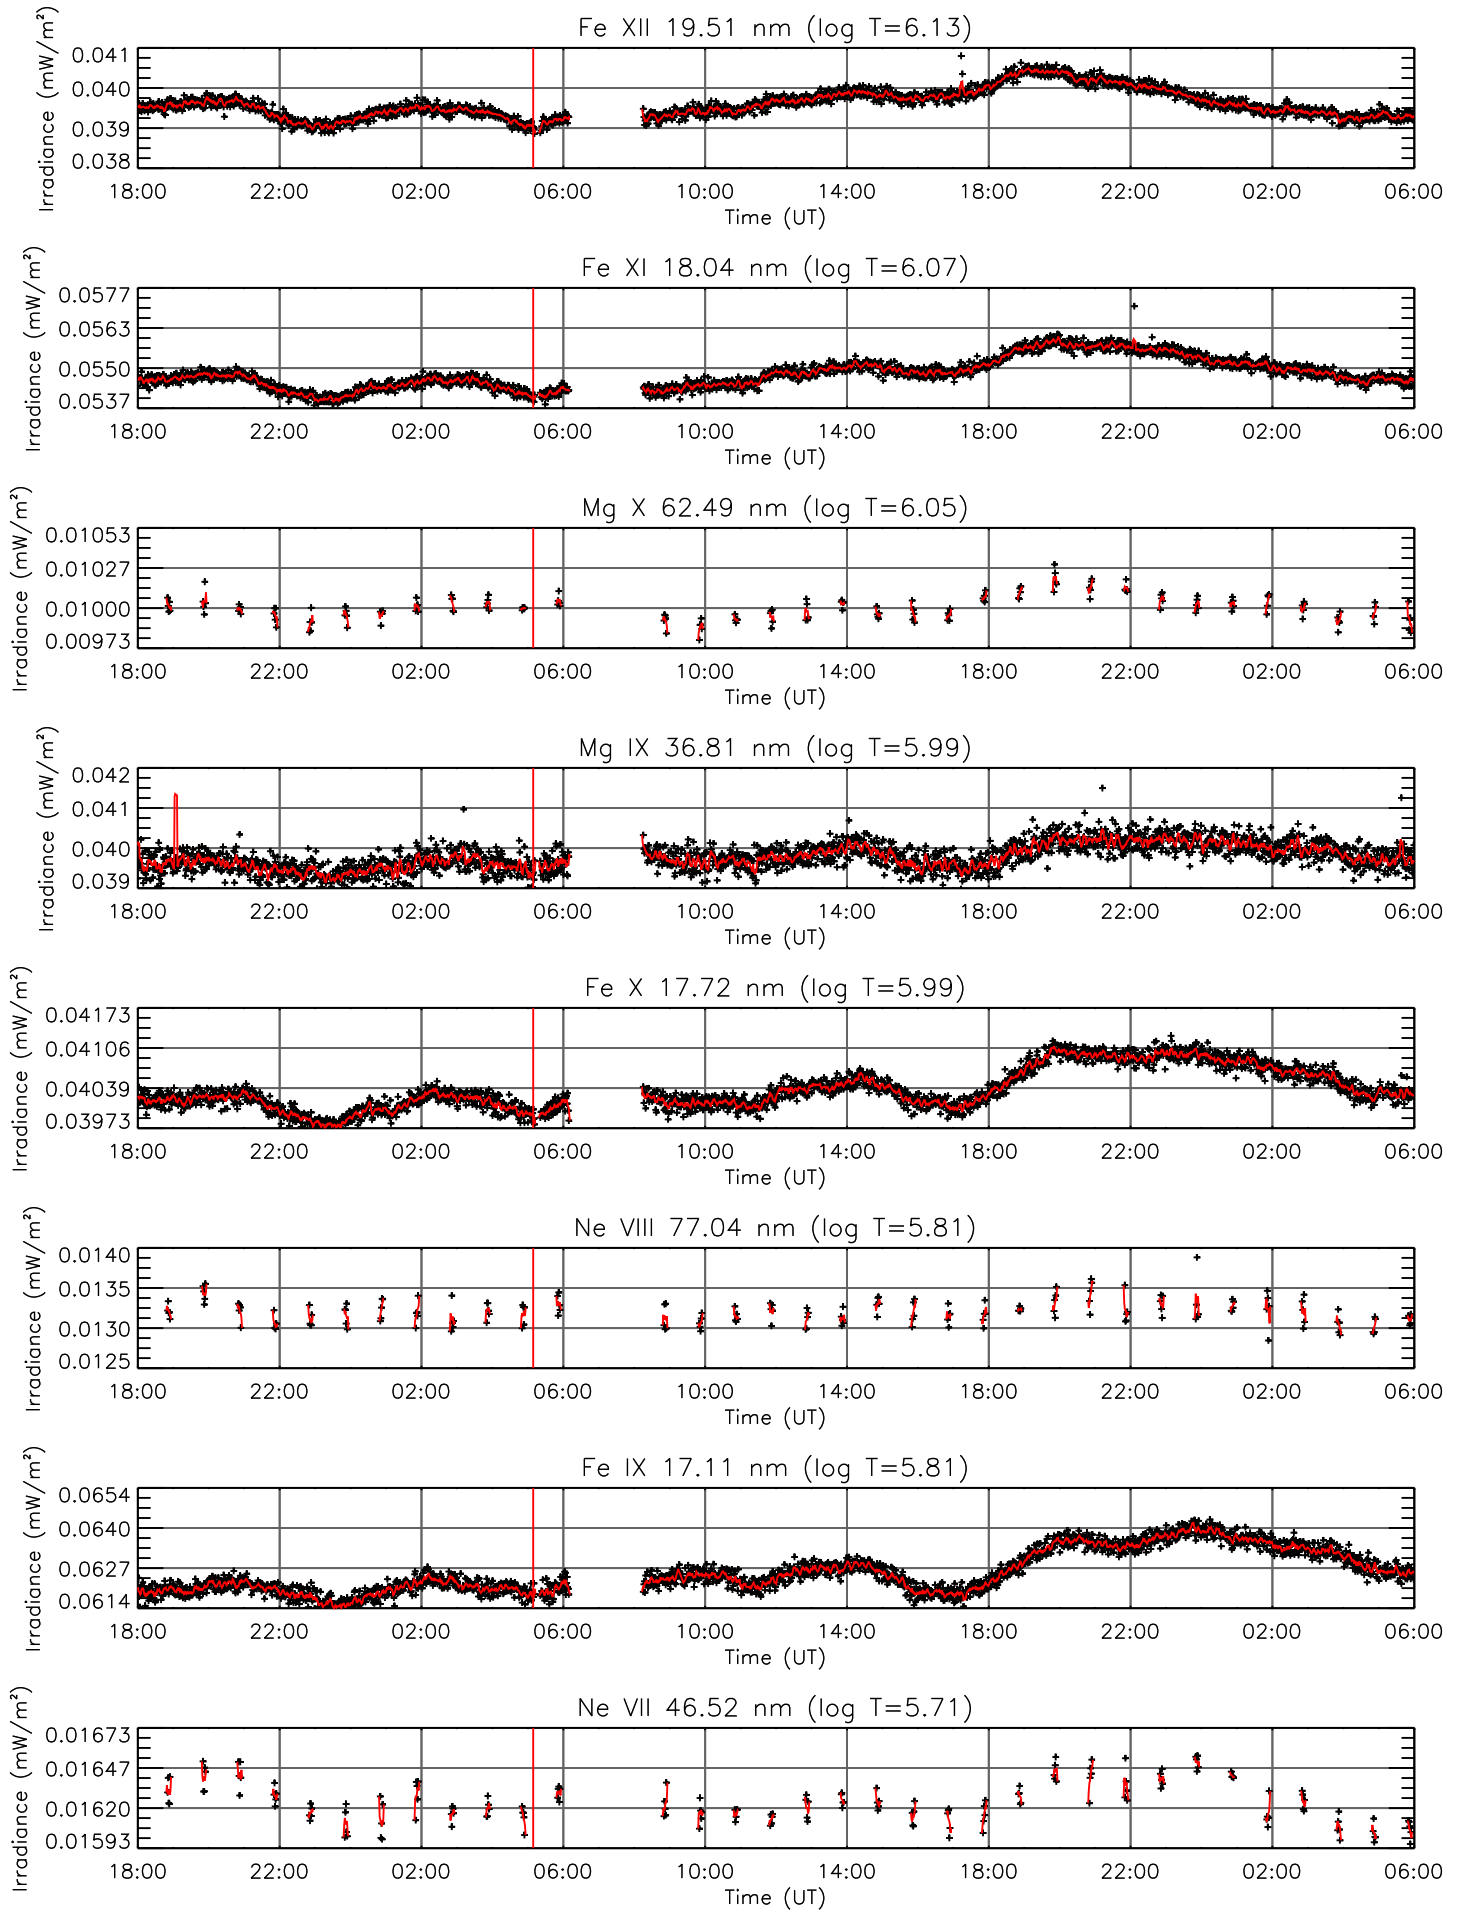 Fe XII 19.51 nm (log T=6.13)
Irradiance (mW/m²)
0.041
0.040
0.039
0.038
18:00 22:00 02:00 06:00 10:00 14:00 18:00 22:00 02:00 06:00
Time (UT)
Fe XI 18.04 nm (log T=6.07)
Irradiance (mW/m²)
0.0577
0.0563
0.0550
0.0537
18:00 22:00 02:00 06:00 10:00 14:00 18:00 22:00 02:00 06:00
Time (UT)
Mg X 62.49 nm (log T=6.05)
Irradiance (mW/m²)
0.01053
0.01027
0.01000
0.00973
18:00 22:00 02:00 06:00 10:00 14:00 18:00 22:00 02:00 06:00
Time (UT)
Mg IX 36.81 nm (log T=5.99)
Irradiance (mW/m²)
0.042
0.041
0.040
0.039
18:00 22:00 02:00 06:00 10:00 14:00 18:00 22:00 02:00 06:00
Time (UT)
Fe X 17.72 nm (log T=5.99)
Irradiance (mW/m²)
0.04173
0.04106
0.04039
0.03973
18:00 22:00 02:00 06:00 10:00 14:00 18:00 22:00 02:00 06:00
Time (UT)
Ne VIII 77.04 nm (log T=5.81)
Irradiance (mW/m²)
0.0140
0.0135
0.0130
0.0125
18:00 22:00 02:00 06:00 10:00 14:00 18:00 22:00 02:00 06:00
Time (UT)
Fe IX 17.11 nm (log T=5.81)
Irradiance (mW/m²)
0.0654
0.0640
0.0627
0.0614
18:00 22:00 02:00 06:00 10:00 14:00 18:00 22:00 02:00 06:00
Time (UT)
Ne VII 46.52 nm (log T=5.71)
Irradiance (mW/m²)
0.01673
0.01647
0.01620
0.01593
18:00 22:00 02:00 06:00 10:00 14:00 18:00 22:00 02:00 06:00
Time (UT)